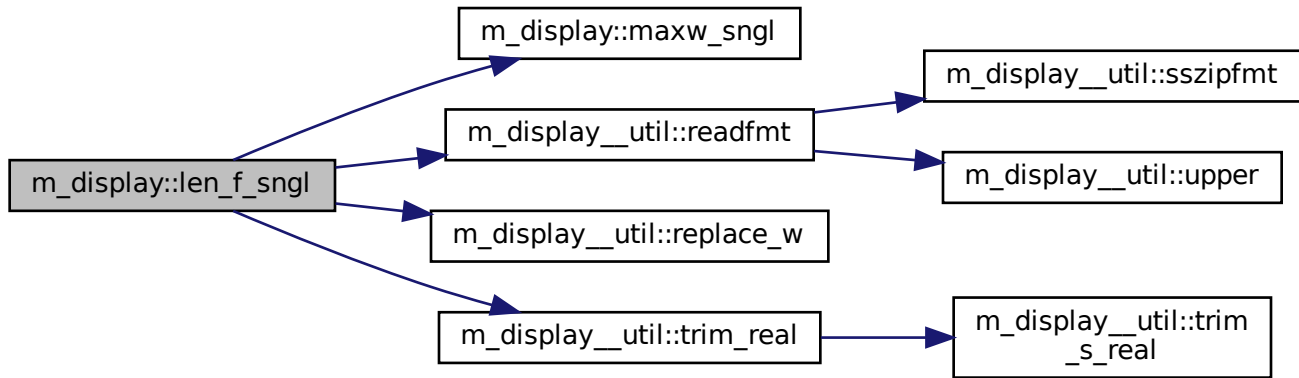 m_display::maxw_sngl
m_display__util::sszipfmt
m_display__util::readfmt
m_display__util::upper
m_display::len_f_sngl
m_display__util::replace_w
m_display__util::trim_real
m_display__util::trim
_s_real